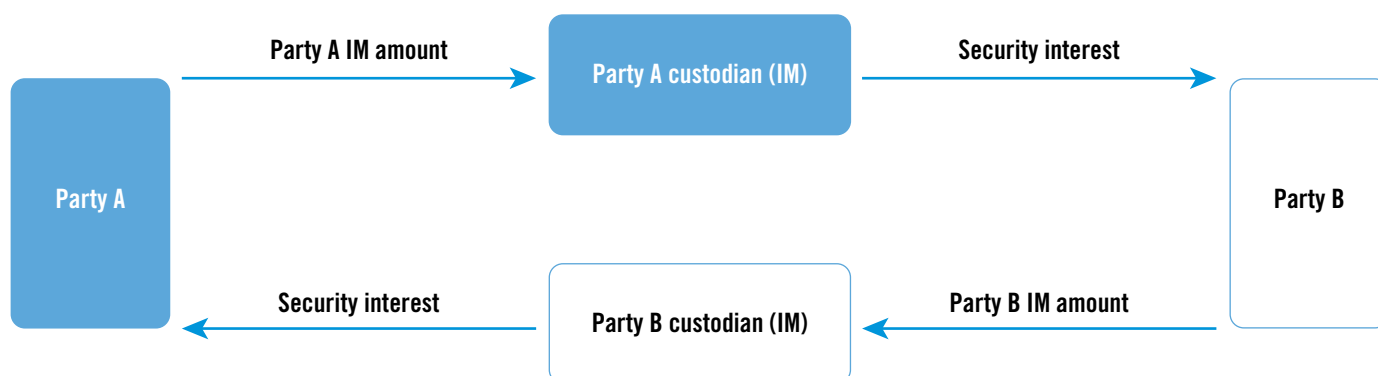 Party A IM amount
Party A custodian (IM)
Security interest
Party A
Party B
Security interest
Party B custodian (IM)
Party B IM amount